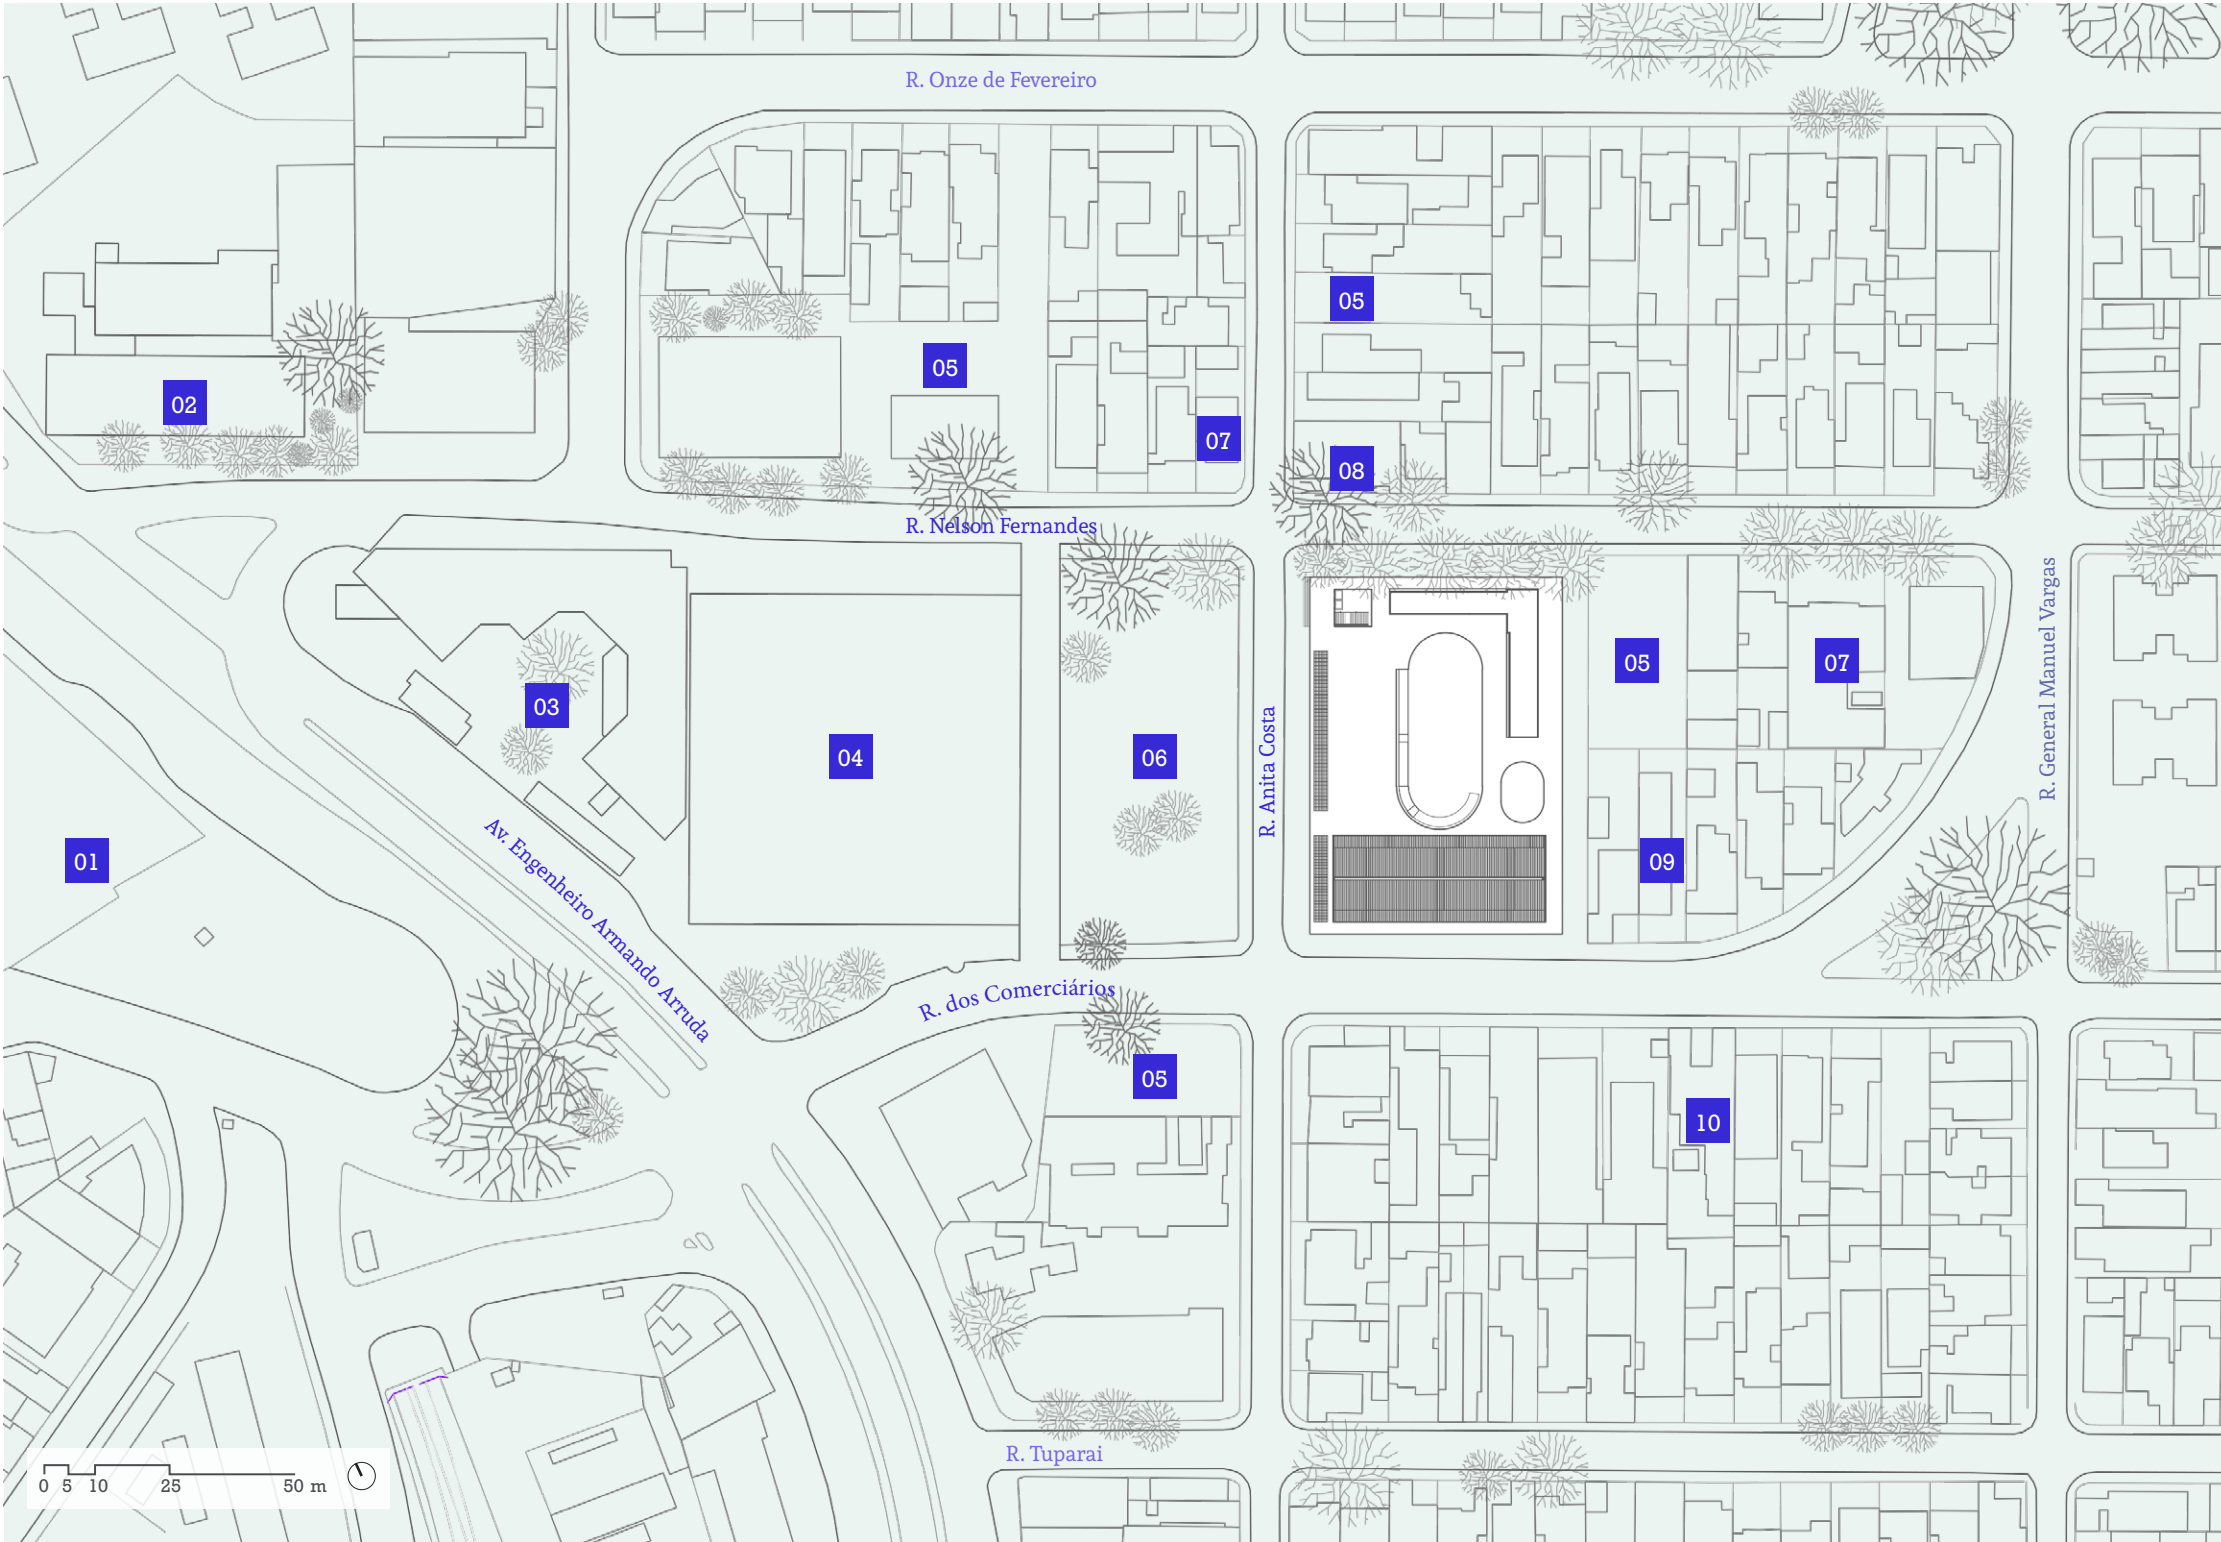 R. Onze de Fevereiro
05
05
02
07
08
R. Nelson Fernandes
R. General Manuel Vargas
05
07
03
04
06
R. Anita Costa
01
09
Av. Engenheiro Armando Arruda
R. dos Comerciários
05
10
R. Tuparai
0 5 10 25 50 m